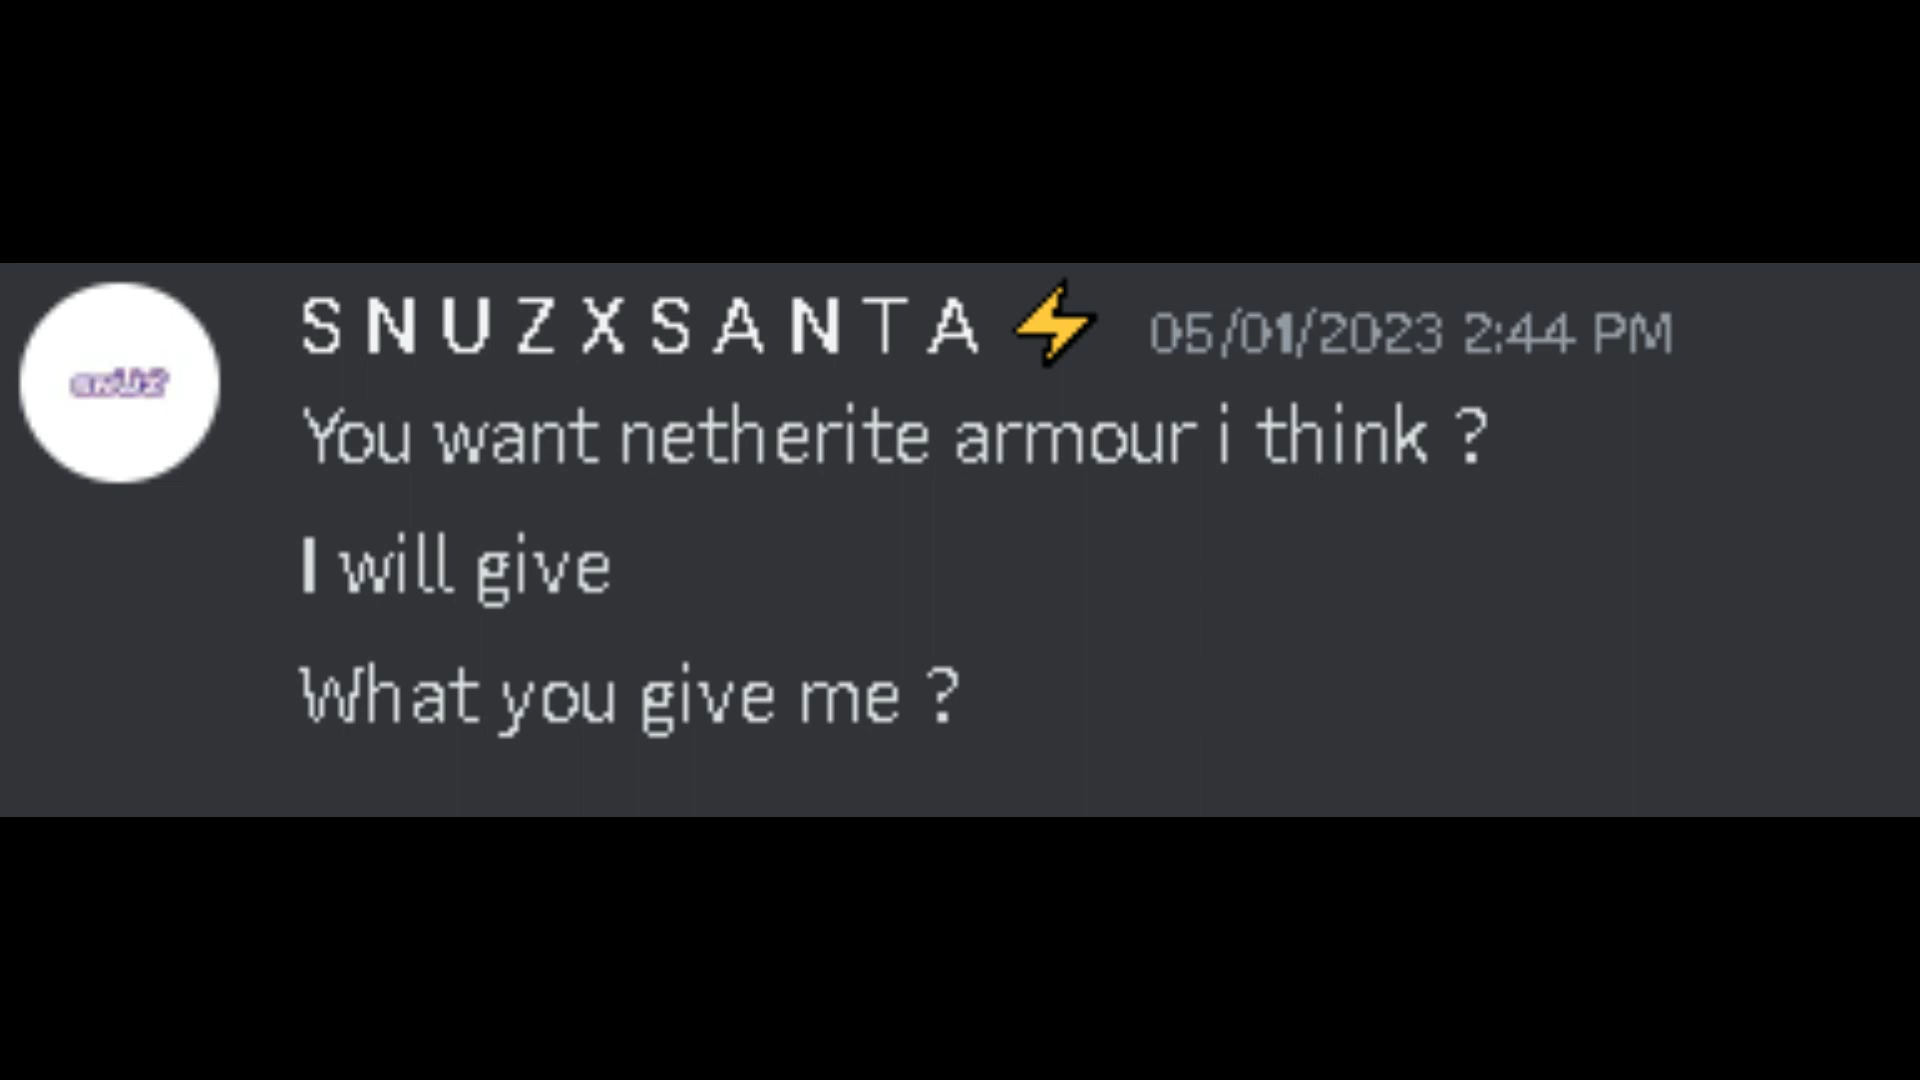 SNUZXSANTA⚡ 05/01/2023 2:44 PM
You want netherite armour i think ?
I will give
What you give me ?